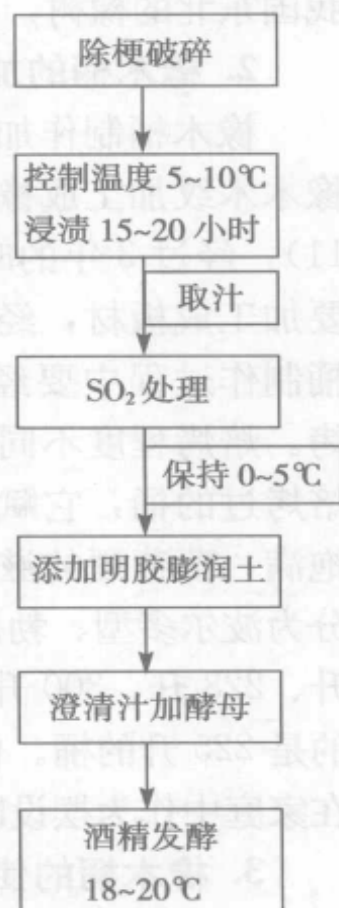 除梗破碎
控制温度 5~10℃
浸渍 15~20 小时
取汁
SO₂ 处理
保持 0~5℃
添加明胶膨润土
澄清汁加酵母
酒精发酵
18~20℃